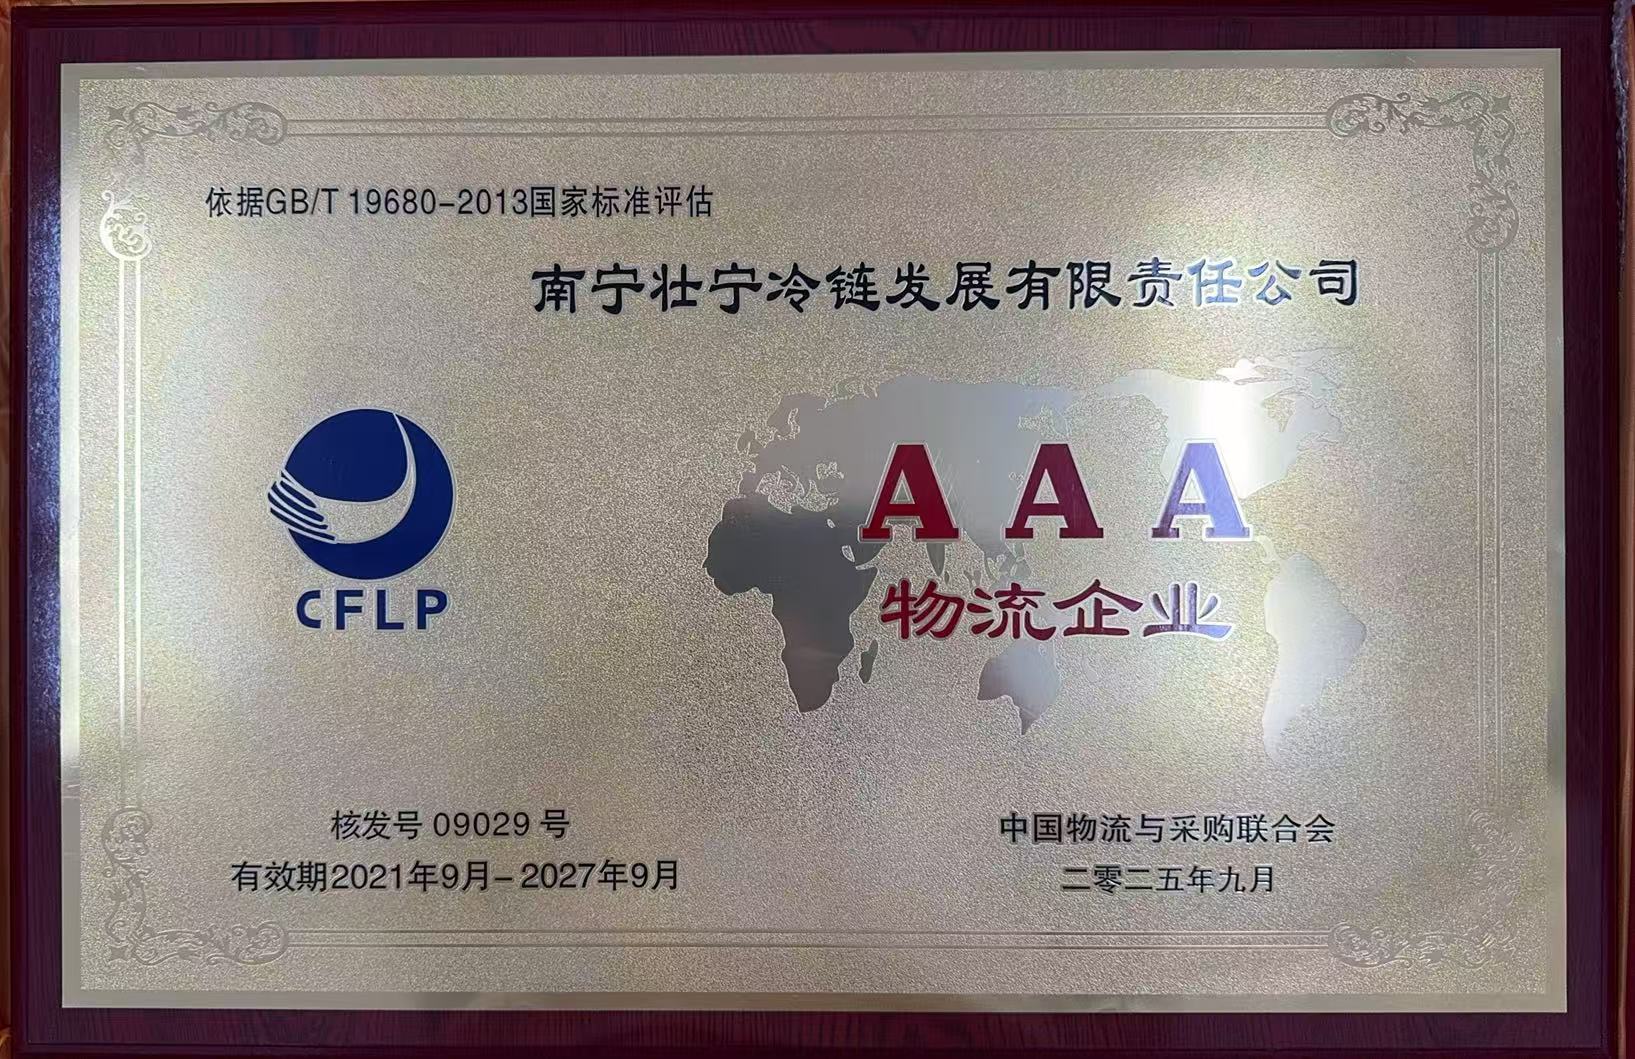 依据GB/T 19680-2013国家标准评估
南宁壮宁冷链发展有限责任公司
CFLP
A A A
物流企业
核发号 09029 号
有效期2021年9月-2027年9月
中国物流与采购联合会
二零二五年九月